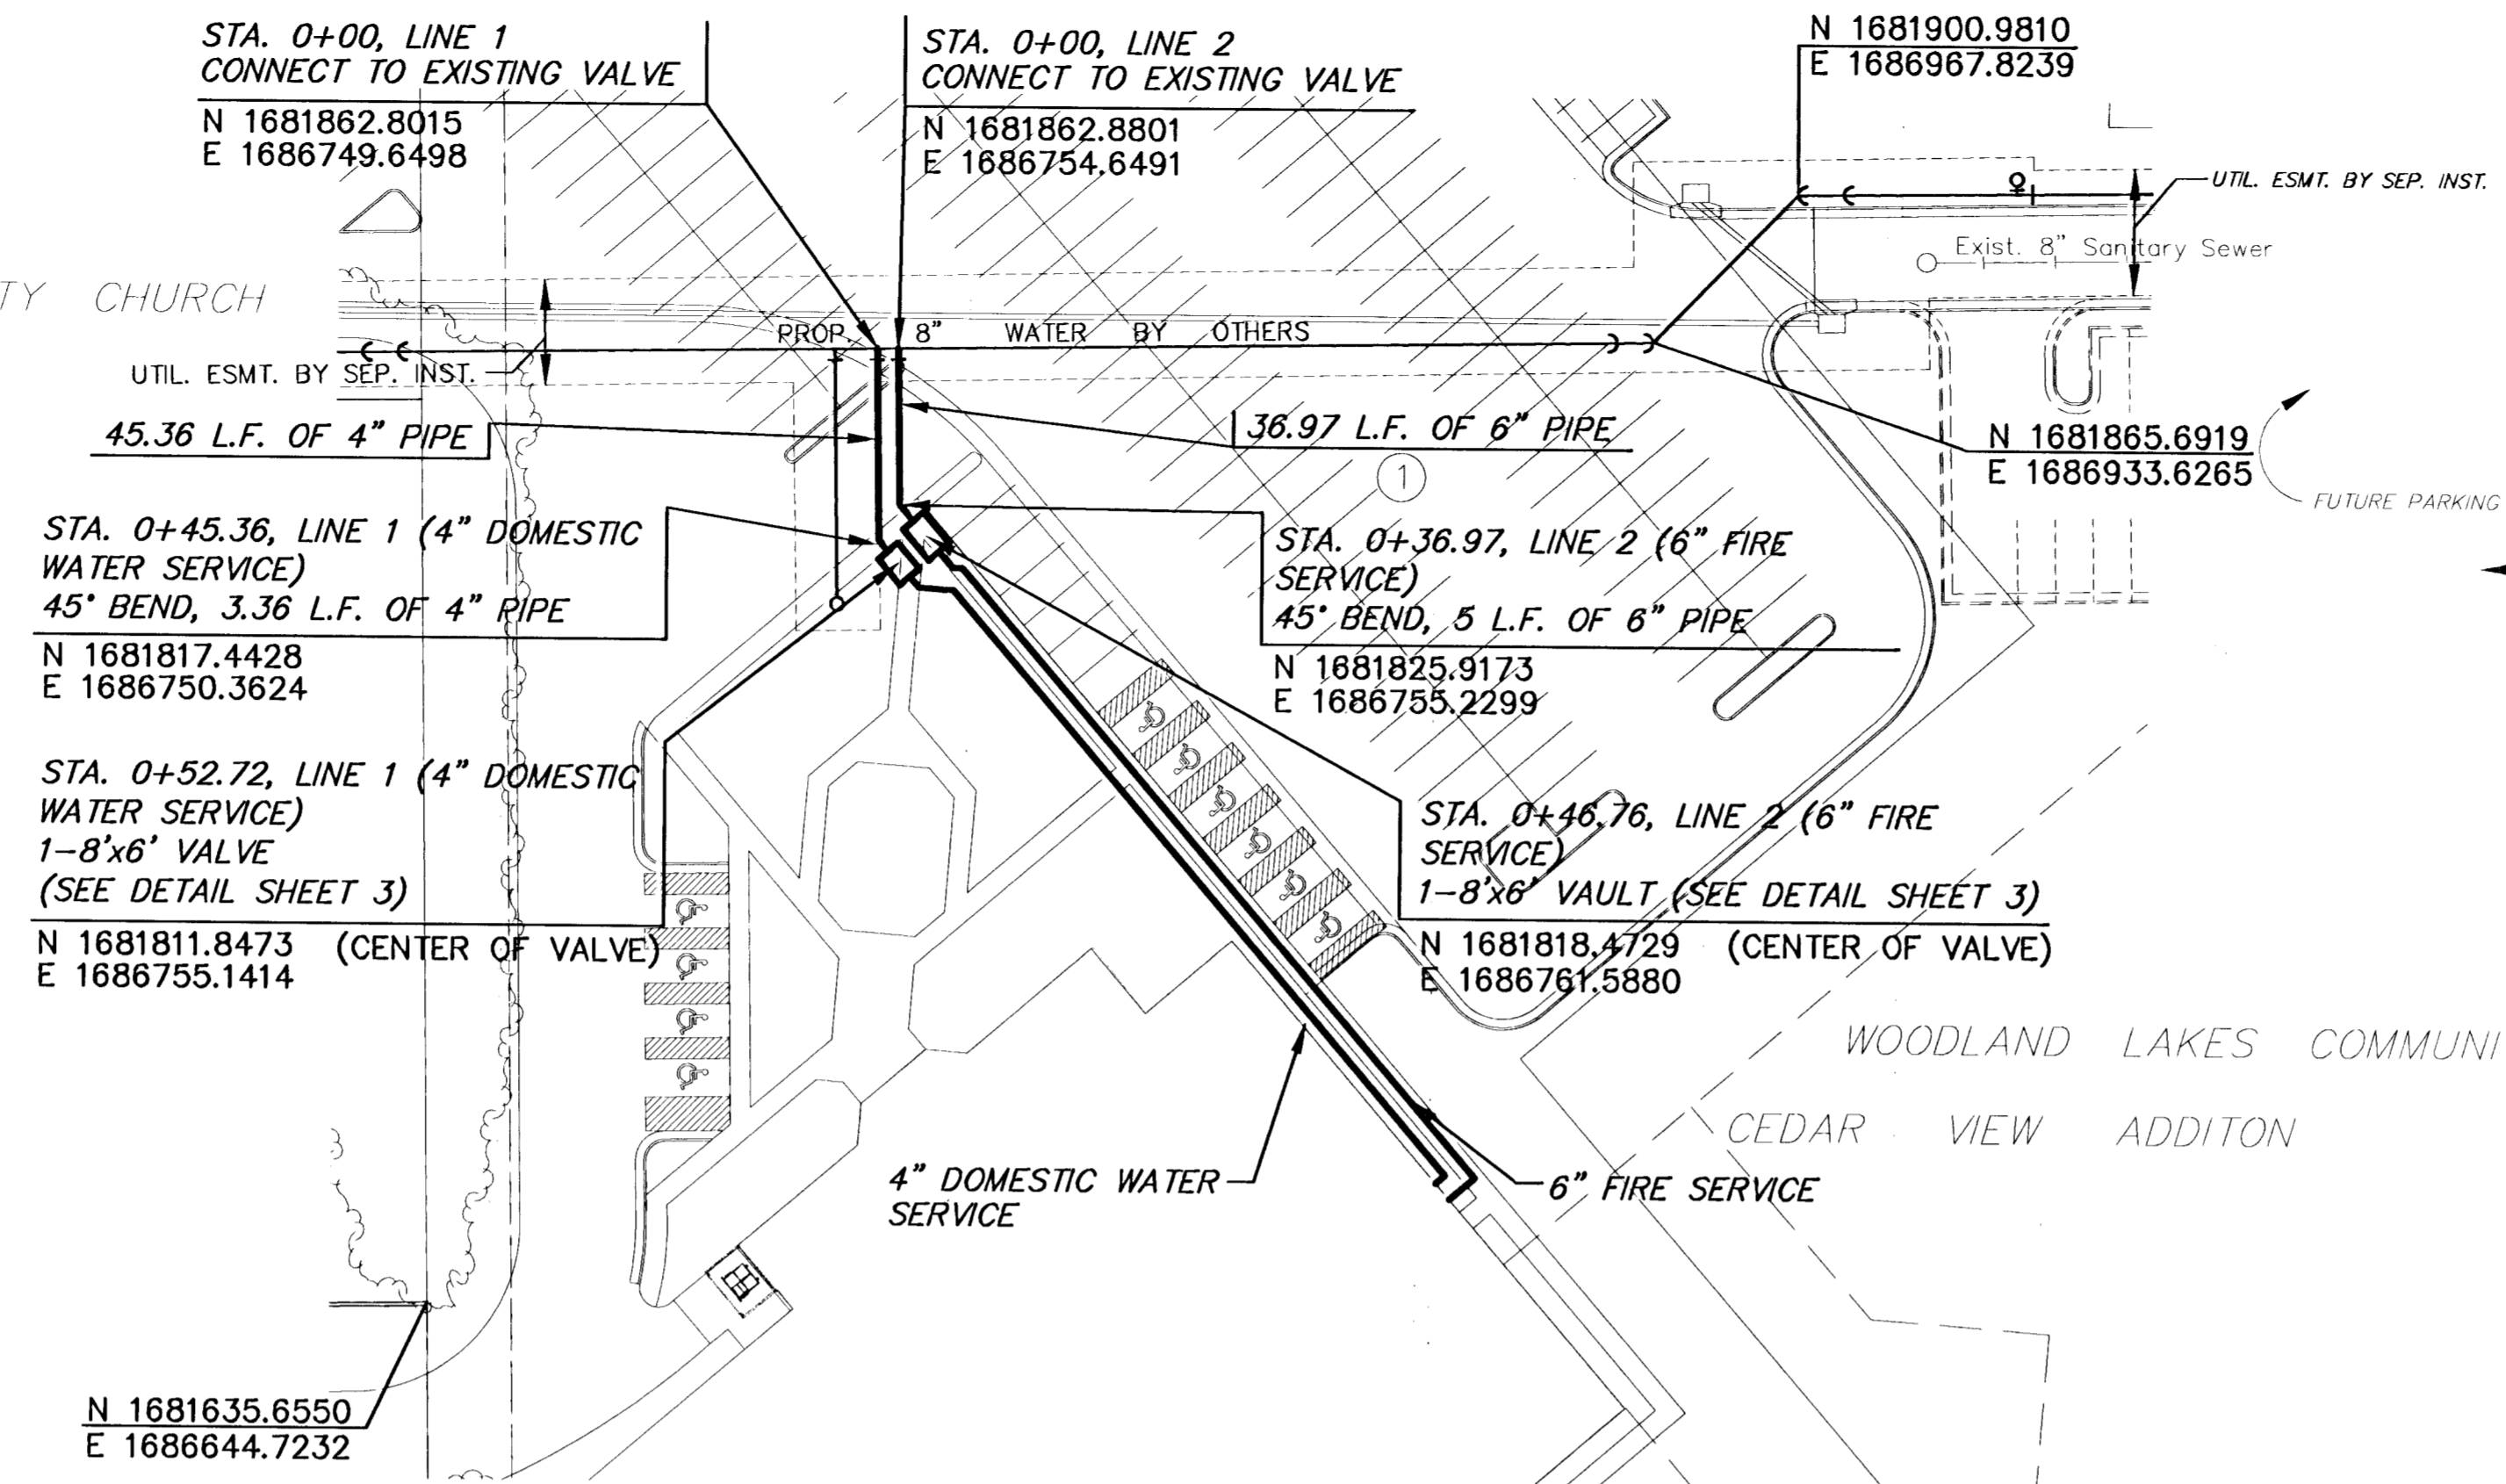 STA. 0+00, LINE 1
CONNECT TO EXISTING VALVE
N 1681862.8015
E 1686749.6498
STA. 0+00, LINE 2
CONNECT TO EXISTING VALVE
N 1681862.8801
E 1686754.6491
N 1681900.9810
E 1686967.8239
UTIL. ESMT. BY SEP. INST.
Exist. 8" Sanitary Sewer
TY CHURCH
PROP. 8" WATER BY OTHERS
UTIL. ESMT. BY SEP. INST.
45.36 L.F. OF 4" PIPE
36.97 L.F. OF 6" PIPE
1
N 1681865.6919
E 1686933.6265
FUTURE PARKING
STA. 0+45.36, LINE 1 (4" DOMESTIC
WATER SERVICE)
45° BEND, 3.36 L.F. OF 4" PIPE
N 1681817.4428
E 1686750.3624
STA. 0+36.97, LINE 2 (6" FIRE
SERVICE)
45° BEND, 5 L.F. OF 6" PIPE
N 1681825.9173
E 1686755.2299
STA. 0+52.72, LINE 1 (4" DOMESTIC
WATER SERVICE)
1-8'x6' VALVE
(SEE DETAIL SHEET 3)
N 1681811.8473 (CENTER OF VALVE)
E 1686755.1414
STA. 0+46.76, LINE 2 (6" FIRE
SERVICE)
1-8'x6' VAULT (SEE DETAIL SHEET 3)
N 1681818.4729 (CENTER OF VALVE)
E 1686761.5880
WOODLAND LAKES COMMUNI
CEDAR VIEW ADDITON
4" DOMESTIC WATER
SERVICE
6" FIRE SERVICE
N 1681635.6550
E 1686644.7232